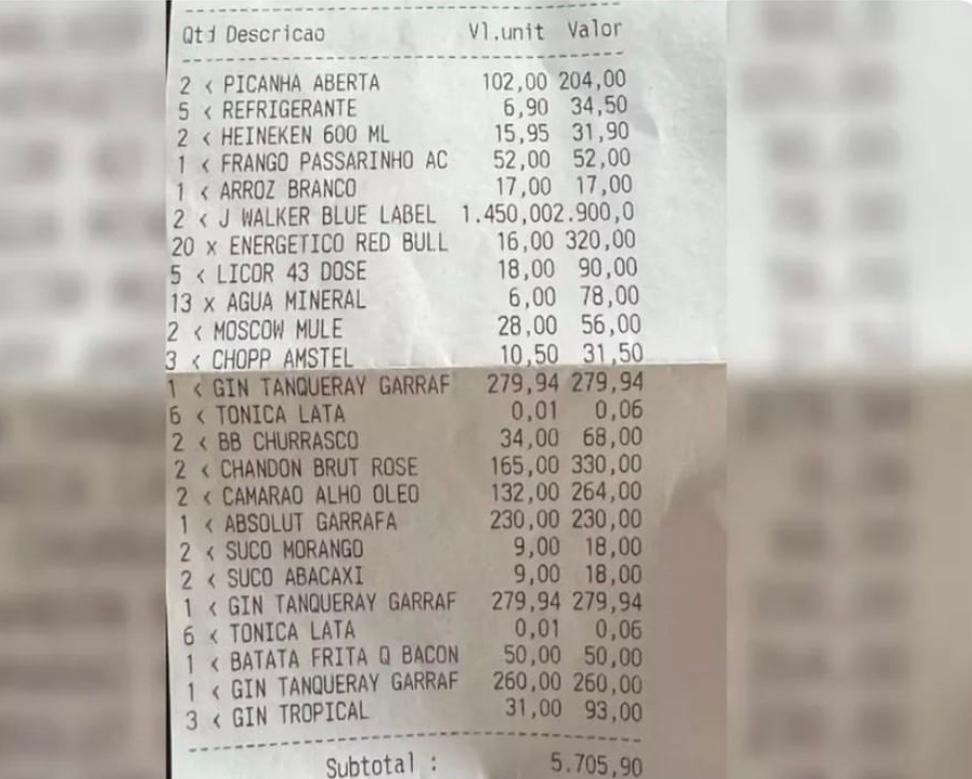 Qtd Descricao Vl.unit Valor
2 < PICANHA ABERTA 102,00 204,00
5 < REFRIGERANTE 6,90 34,50
2 < HEINEKEN 600 ML 15,95 31,90
1 < FRANGO PASSARINHO AC 52,00 52,00
1 < ARROZ BRANCO 17,00 17,00
2 < J WALKER BLUE LABEL 1.450,002.900,0
20 x ENERGETICO RED BULL 16,00 320,00
5 < LICOR 43 DOSE 18,00 90,00
13 x AGUA MINERAL 6,00 78,00
2 < MOSCOW MULE 28,00 56,00
3 < CHOPP AMSTEL 10,50 31,50
1 < GIN TANQUERAY GARRAF 279,94 279,94
6 < TONICA LATA 0,01 0,06
2 < BB CHURRASCO 34,00 68,00
2 < CHANDON BRUT ROSE 165,00 330,00
2 < CAMARAO ALHO OLEO 132,00 264,00
1 < ABSOLUT GARRAFA 230,00 230,00
2 < SUCO MORANGO 9,00 18,00
2 < SUCO ABACAXI 9,00 18,00
1 < GIN TANQUERAY GARRAF 279,94 279,94
6 < TONICA LATA 0,01 0,06
1 < BATATA FRITA Q BACON 50,00 50,00
1 < GIN TANQUERAY GARRAF 260,00 260,00
3 < GIN TROPICAL 31,00 93,00
Subtotal : 5.705,90